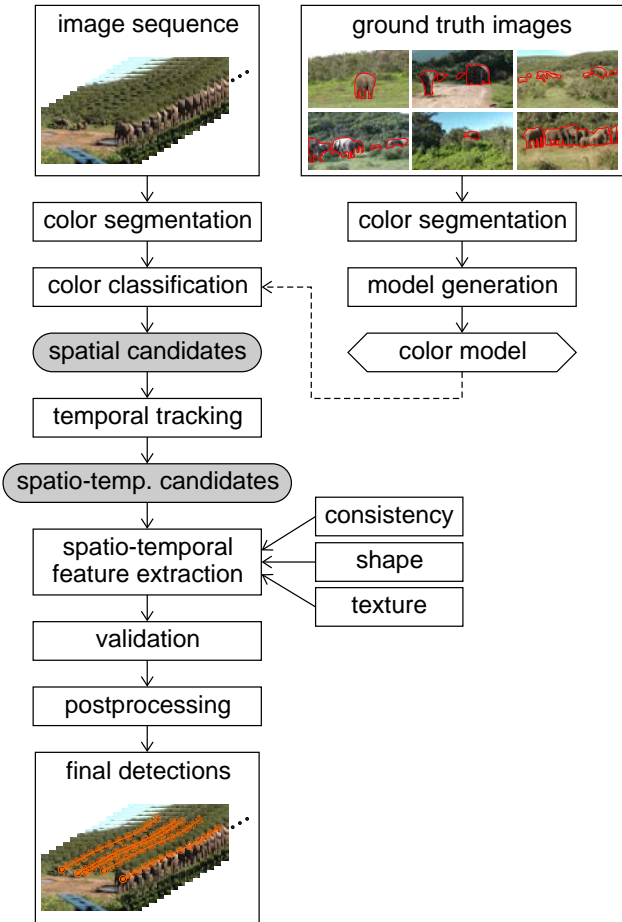 image sequence
ground truth images
color segmentation
color segmentation
color classification
model generation
spatial candidates
color model
temporal tracking
spatio-temp. candidates
consistency
spatio-temporal
feature extraction
shape
texture
validation
postprocessing
final detections